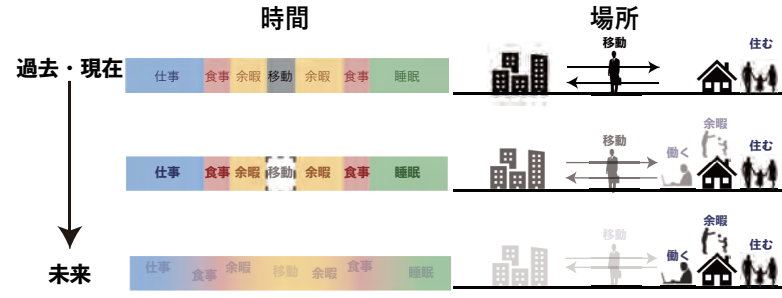 時間 場所
過去・現在
仕事 食事 余暇 移動 余暇 食事 睡眠
移動 住む
仕事 食事 余暇 移動 余暇 食事 睡眠
移動 働く 余暇 住む
未来
仕事 食事 余暇 移動 余暇 食事 睡眠
移動 働く 余暇 住む